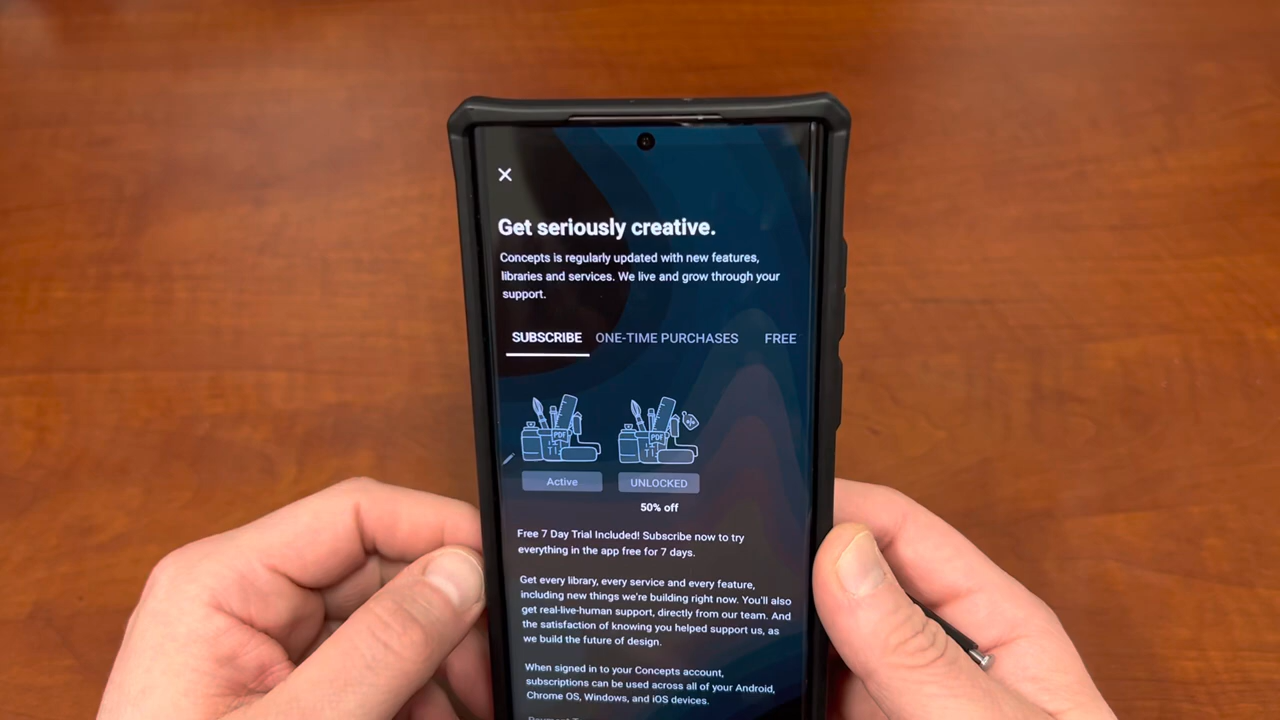 Get seriously creative.
Concepts is regularly updated with new features,
libraries and services. We live and grow through your
support.
SUBSCRIBE ONE-TIME PURCHASES FREE
PDF PDF
Active UNLOCKED
50% off
Free 7 Day Trial Included! Subscribe now to try
everything in the app free for 7 days.
Get every library, every service and every feature,
including new things we're building right now. You'll also
get real-live-human support, directly from our team. And
the satisfaction of knowing you helped support us, as
we build the future of design.
When signed in to your Concepts account,
subscriptions can be used across all of your Android,
Chrome OS, Windows, and iOS devices.